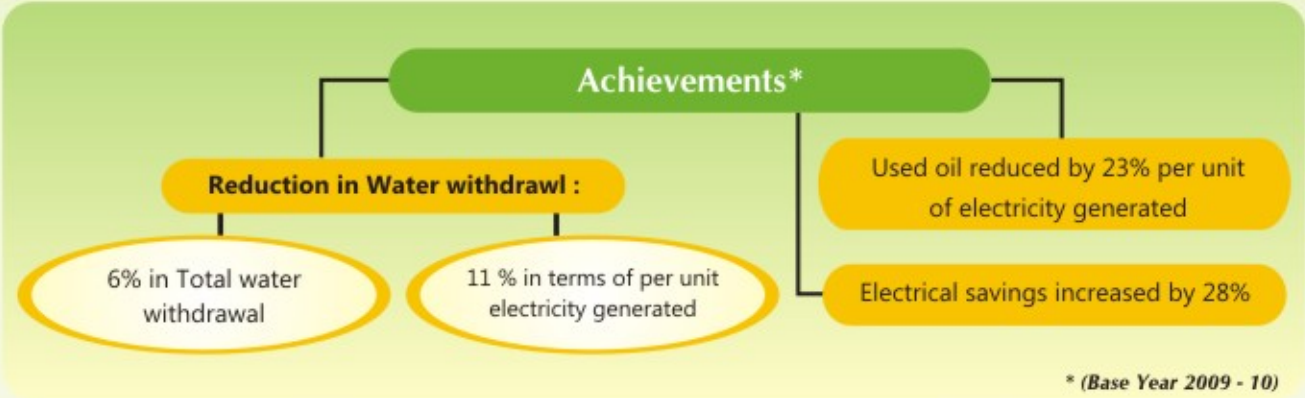 Achievements*
Reduction in Water withdrawl :
6% in Total water
withdrawal
11 % in terms of per unit
electricity generated
Used oil reduced by 23% per unit
of electricity generated
Electrical savings increased by 28%
* (Base Year 2009 - 10)